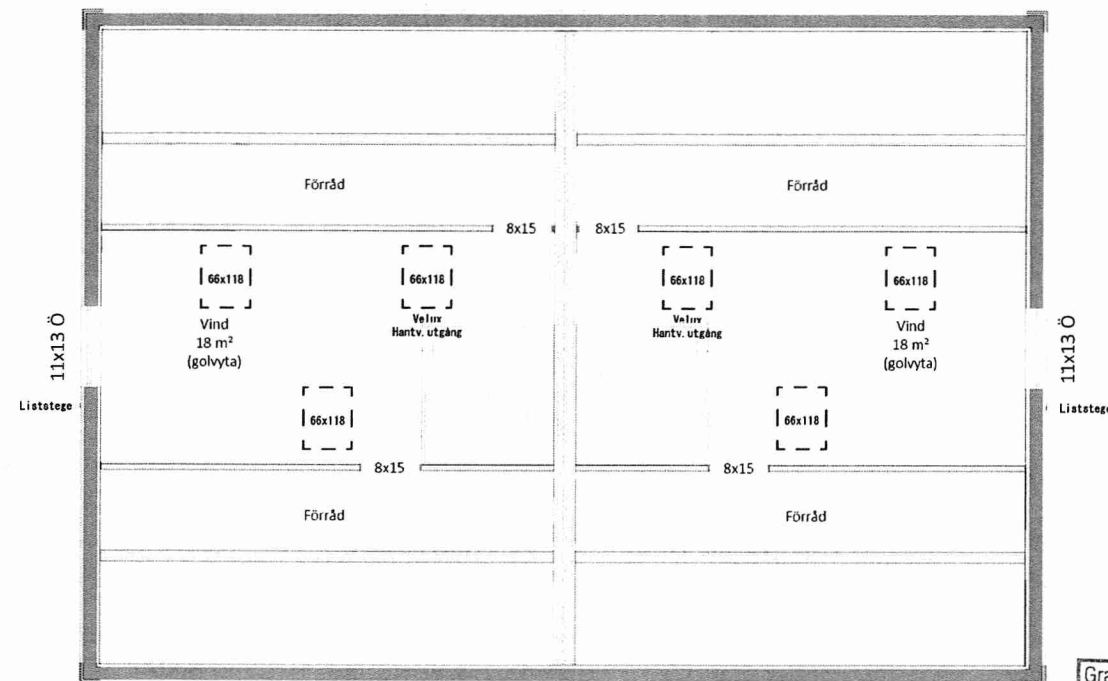 Förråd
Förråd
8x15
8x15
66x118
66x118
66x118
66x118
Velux
Hantv. utgång
Velux
Hantv. utgång
Vind
18 m²
(golvyta)
Vind
18 m²
(golvyta)
11x13 Ö
11x13 Ö
Liststege
Liststege
66x118
66x118
8x15
8x15
Förråd
Förråd